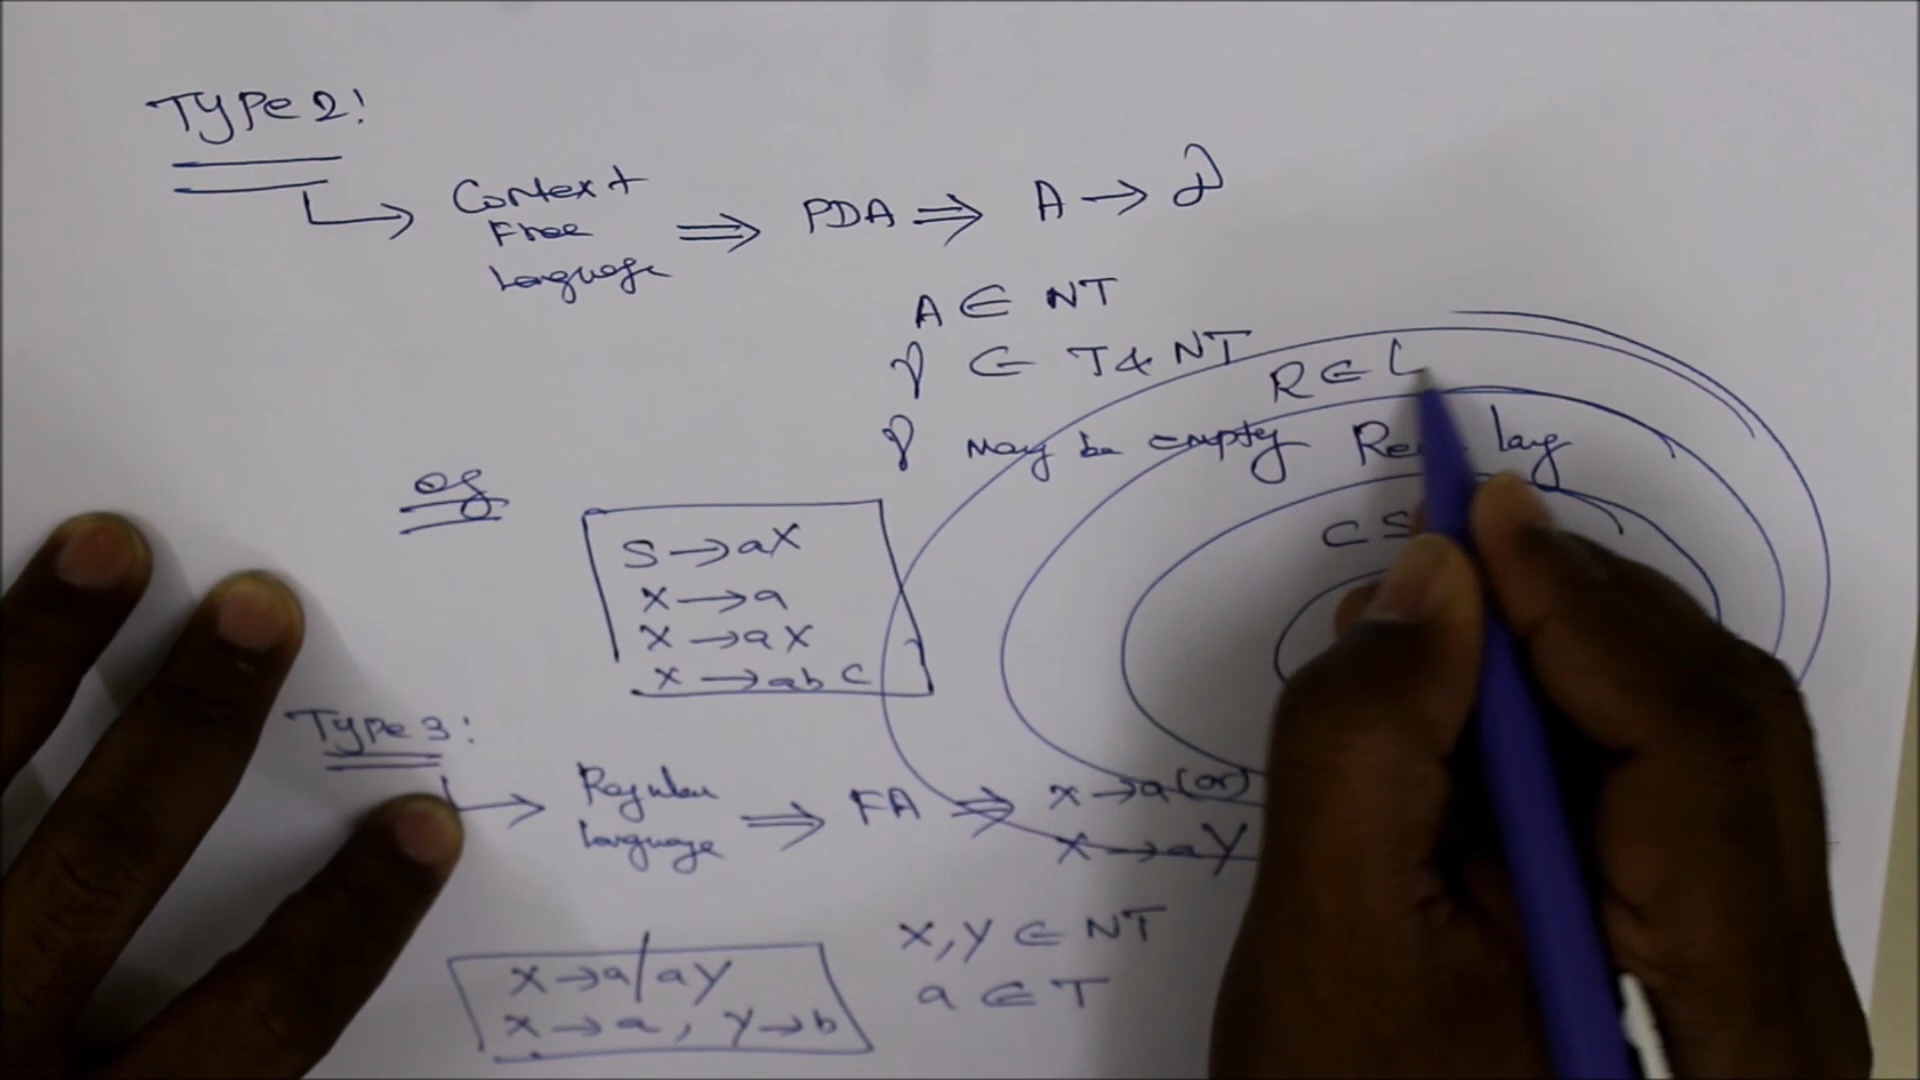 Type 2:
Context Free Language ⇒ PDA ⇒ A → γ
A ∈ NT
γ ∈ T & NT
γ may be empty
eg
S → aX
X → a
X → aX
X → abc
REL
lang
CS
Type 3:
Regular Language ⇒ FA ⇒ X → a (or)
X → aY
X, Y ∈ NT
a ∈ T
X → a/aY
X → a, Y → b